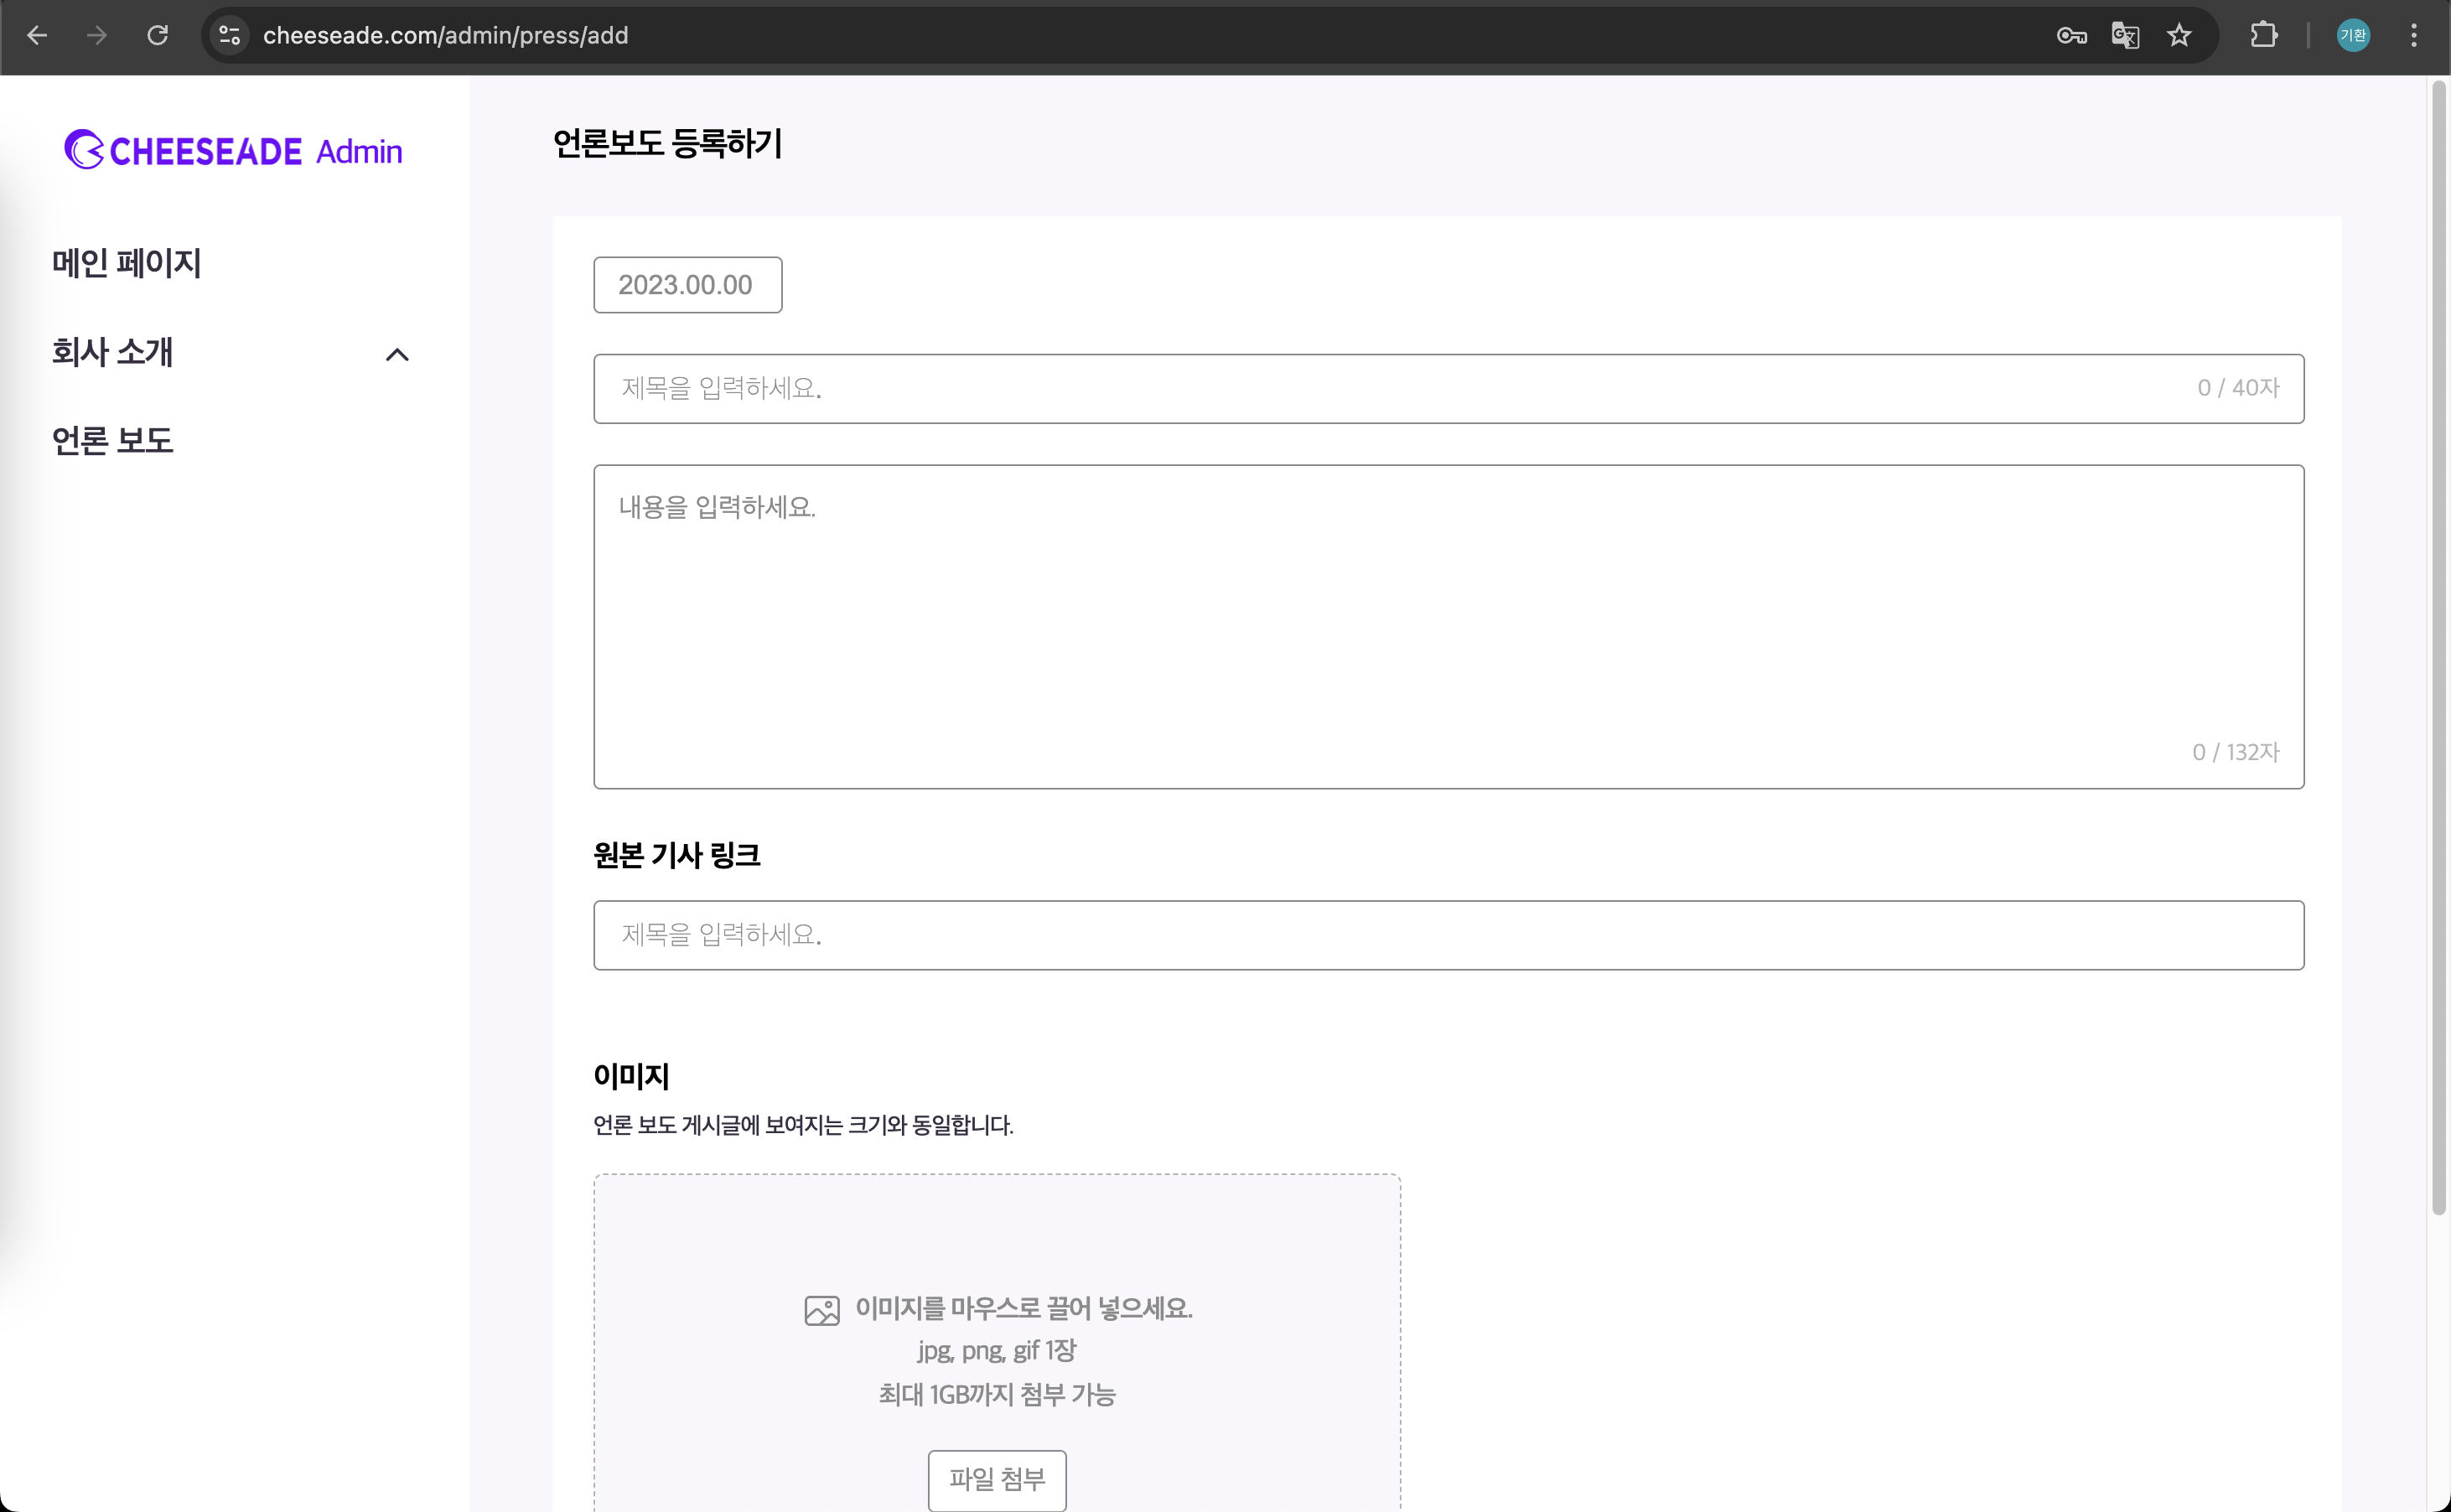 cheeseade.com/admin/press/add
기환
CHEESEADE Admin
메인 페이지
회사 소개
언론 보도
언론보도 등록하기
2023.00.00
제목을 입력하세요.
0 / 40자
내용을 입력하세요.
0 / 132자
원본 기사 링크
제목을 입력하세요.
이미지
언론 보도 게시글에 보여지는 크기와 동일합니다.
이미지를 마우스로 끌어 넣으세요.
jpg, png, gif 1장
최대 1GB까지 첨부 가능
파일 첨부